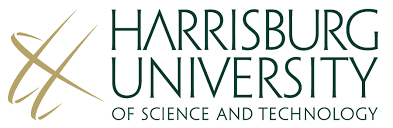 HARRISBURG
UNIVERSITY
OF SCIENCE AND TECHNOLOGY